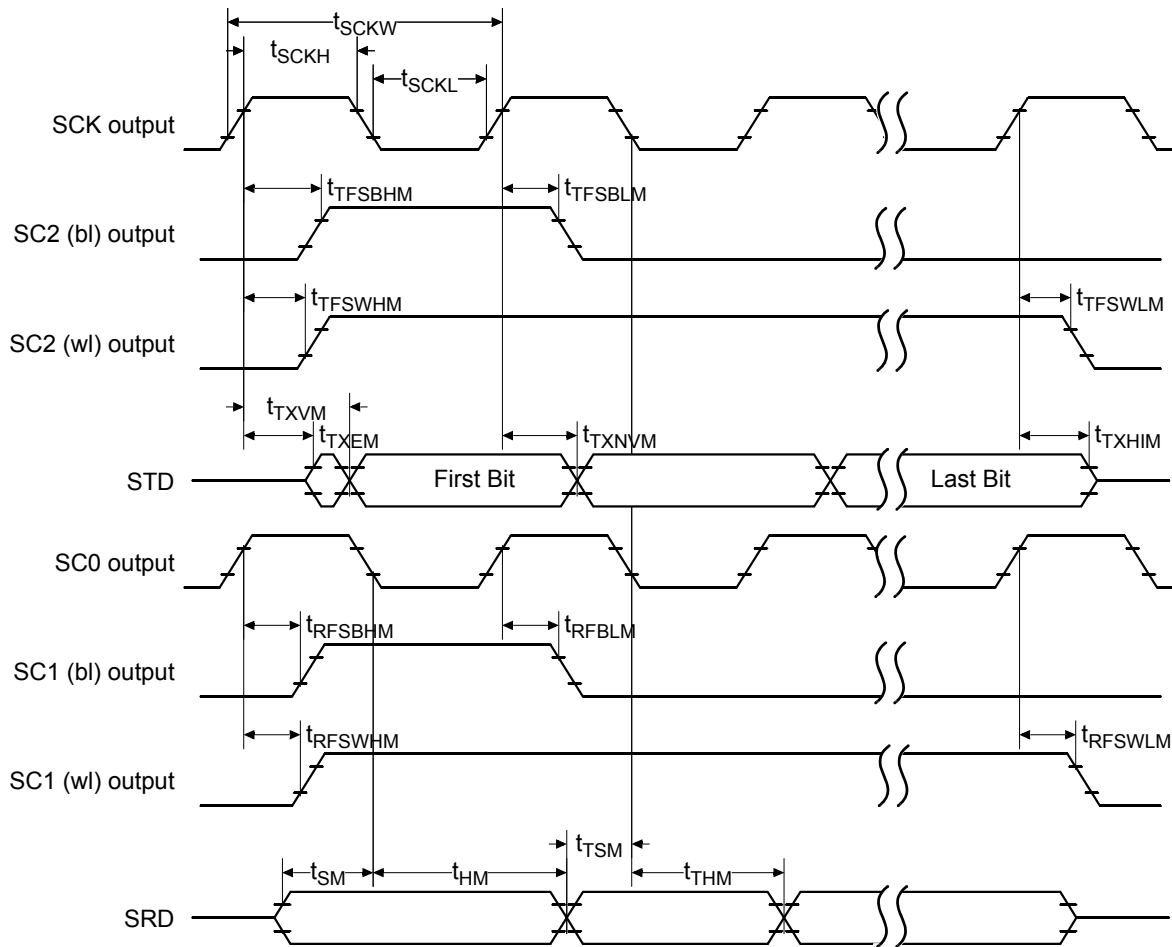 tSCKW
tSCKH
tSCKL
SCK output
tTFSBHM
tTFSBLM
SC2 (bl) output
tTFSWHM
tTFSWLM
SC2 (wl) output
tTXVM
tTXEM
tTXNVM
tTXHIM
STD
First Bit
Last Bit
SC0 output
tRFSBHM
tRFBLM
SC1 (bl) output
tRFSWHM
tRFSWLM
SC1 (wl) output
tTSM
tSM
tHM
tTHM
SRD